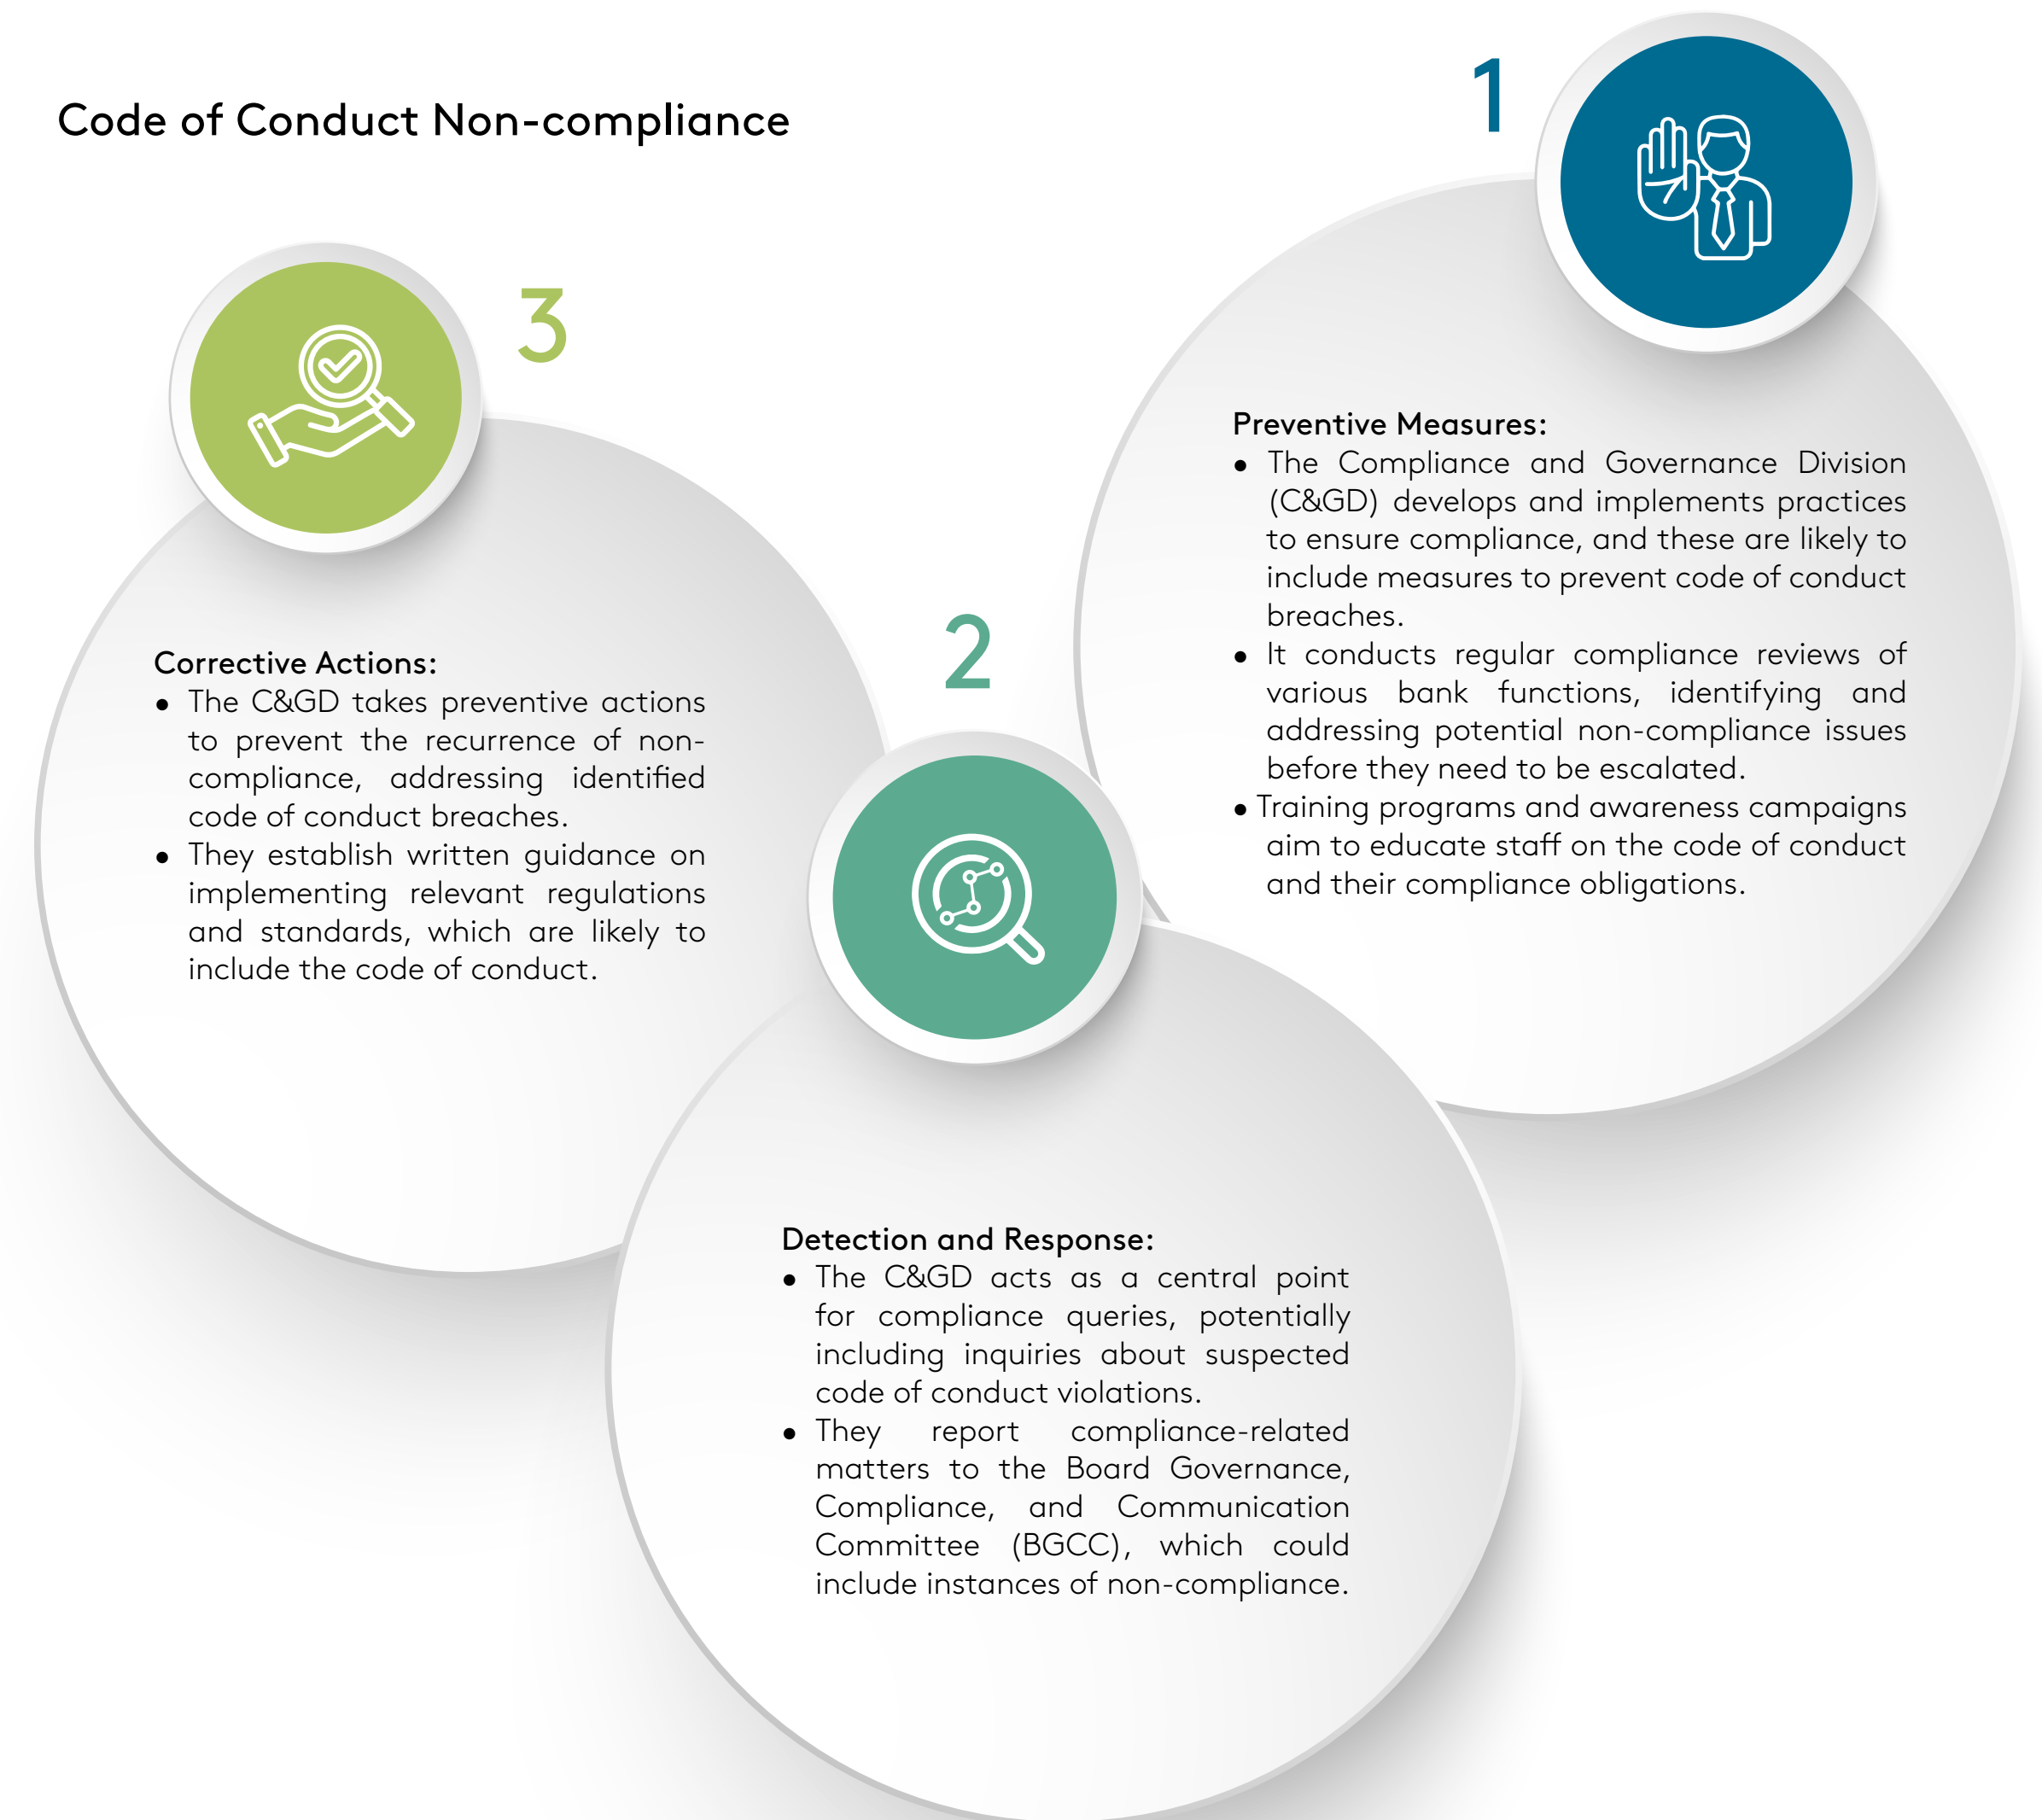 Code of Conduct Non-compliance
1
Preventive Measures:
• The Compliance and Governance Division
(C&GD) develops and implements practices
to ensure compliance, and these are likely to
include measures to prevent code of conduct
breaches.
• It conducts regular compliance reviews of
various bank functions, identifying and
addressing potential non-compliance issues
before they need to be escalated.
• Training programs and awareness campaigns
aim to educate staff on the code of conduct
and their compliance obligations.
2
Detection and Response:
• The C&GD acts as a central point
for compliance queries, potentially
including inquiries about suspected
code of conduct violations.
• They report compliance-related
matters to the Board Governance,
Compliance, and Communication
Committee (BGCC), which could
include instances of non-compliance.
3
Corrective Actions:
• The C&GD takes preventive actions
to prevent the recurrence of non-
compliance, addressing identified
code of conduct breaches.
• They establish written guidance on
implementing relevant regulations
and standards, which are likely to
include the code of conduct.